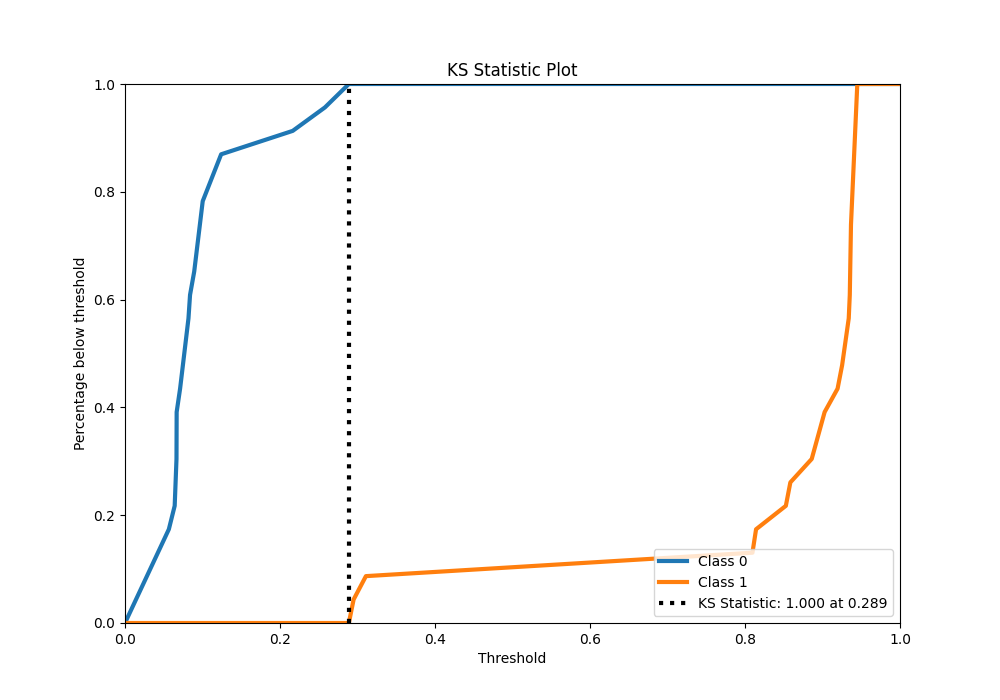 KS Statistic Plot
Percentage below threshold
1.0
0.8
0.6
0.4
0.2
0.0
0.0 0.2 0.4 0.6 0.8 1.0
Threshold
Class 0
Class 1
KS Statistic: 1.000 at 0.289